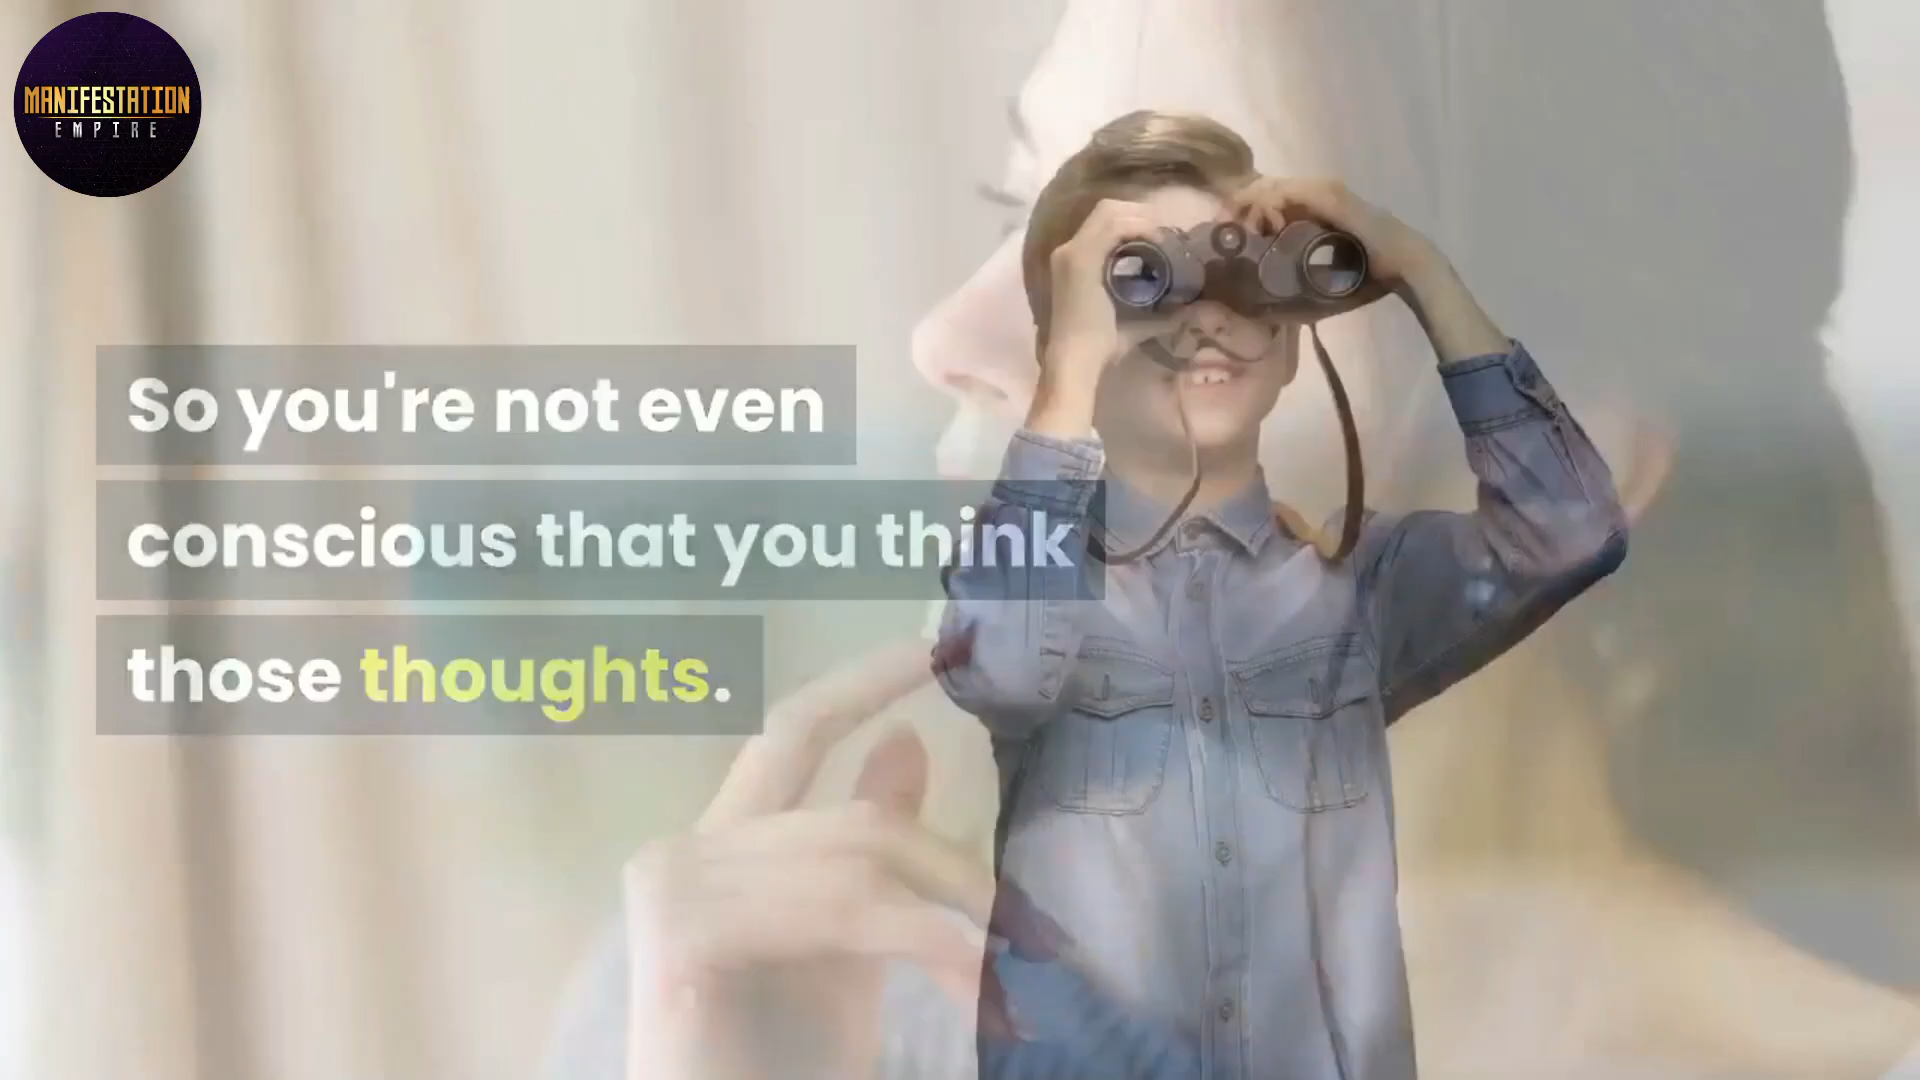 MANIFESTATION
EMPIRE
So you're not even
conscious that you think
those thoughts.